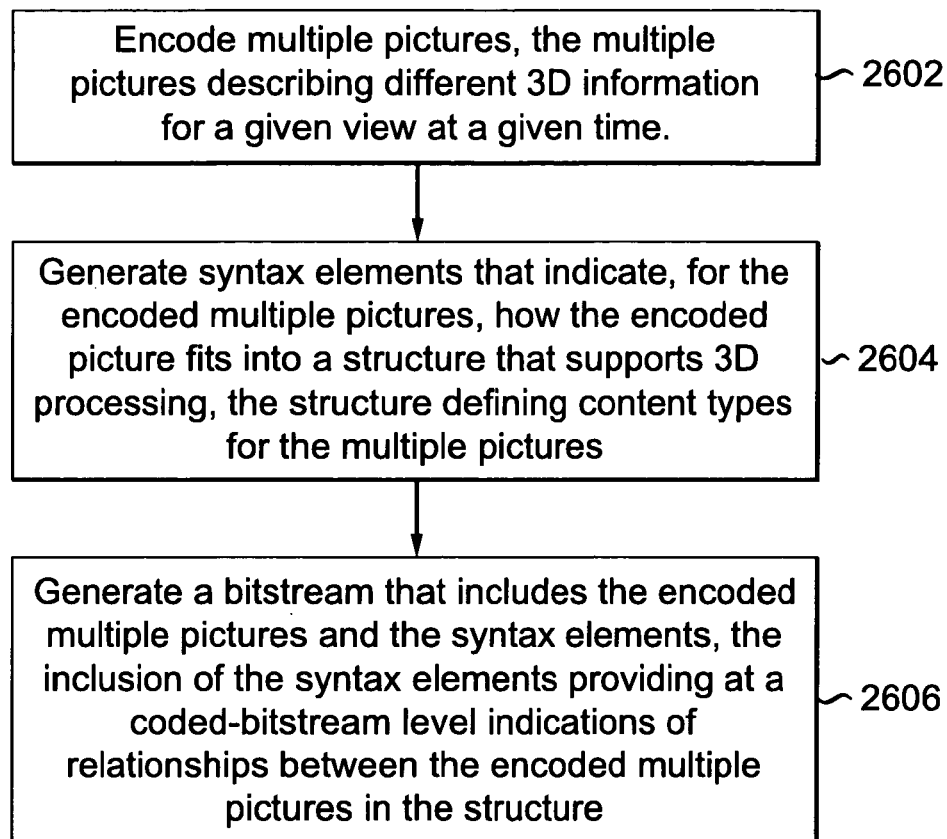 Encode multiple pictures, the multiple
pictures describing different 3D information
for a given view at a given time.
2602
Generate syntax elements that indicate, for the
encoded multiple pictures, how the encoded
picture fits into a structure that supports 3D
processing, the structure defining content types
for the multiple pictures
2604
Generate a bitstream that includes the encoded
multiple pictures and the syntax elements, the
inclusion of the syntax elements providing at a
coded-bitstream level indications of
relationships between the encoded multiple
pictures in the structure
2606